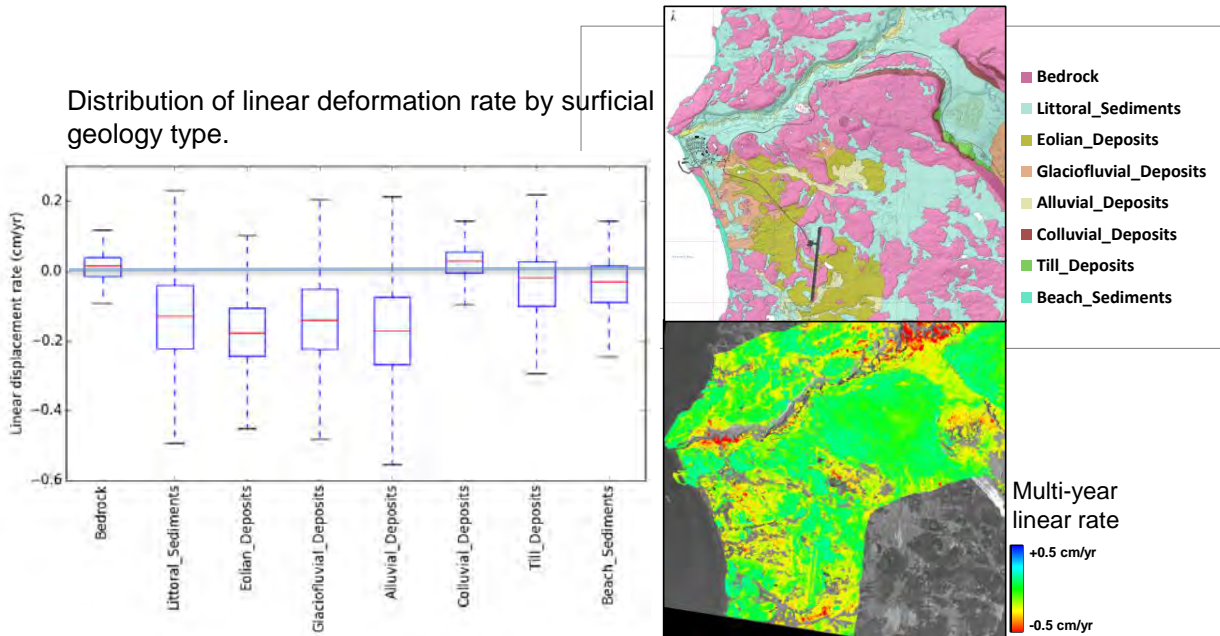 Distribution of linear deformation rate by surficial
geology type.
Linear displacement rate (cm/yr)
0.2
0.0
−0.2
−0.4
−0.6
Bedrock
Littoral_Sediments
Eolian_Deposits
Glaciofluvial_Deposits
Alluvial_Deposits
Colluvial_Deposits
Till_Deposits
Beach_Sediments
Bedrock
Littoral_Sediments
Eolian_Deposits
Glaciofluvial_Deposits
Alluvial_Deposits
Colluvial_Deposits
Till_Deposits
Beach_Sediments
Multi-year
linear rate
+0.5 cm/yr
-0.5 cm/yr